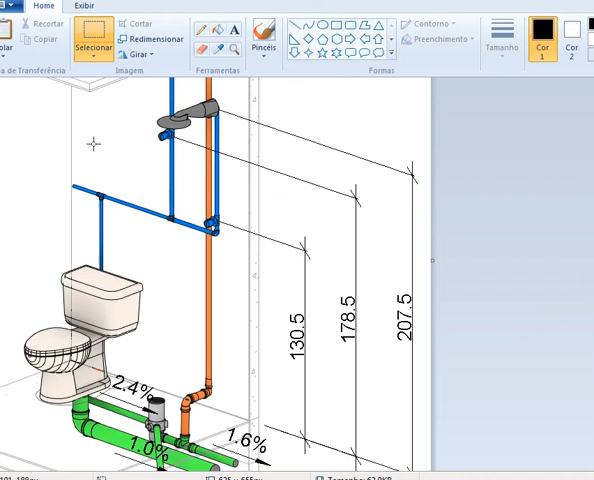 Home
Exibir
Recortar
Copiar
olar
a de Transferência
Selecionar
Cortar
Redimensionar
Girar
Imagem
A
Ferramentas
Pincéis
Contorno
Preenchimento
Formas
Tamanho
Cor
1
Cor
2
130.5
178.5
207.5
2.4%
1.0%
1.6%